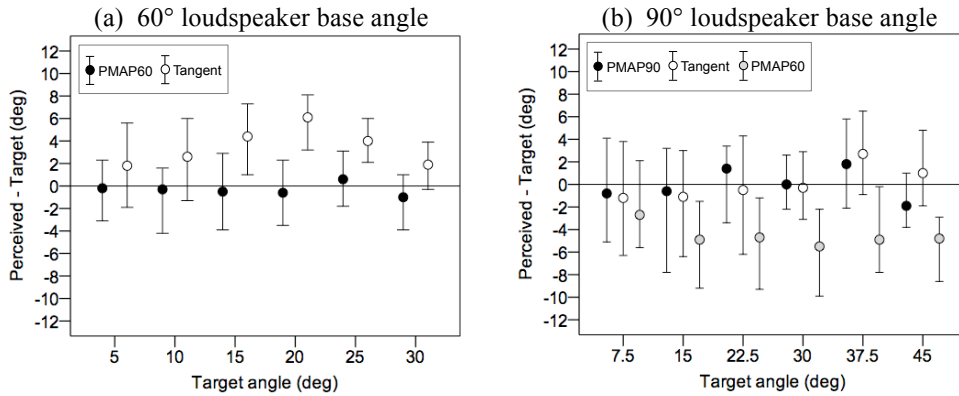 (a) 60° loudspeaker base angle
12
10
8
6
4
2
0
-2
-4
-6
-8
-10
-12
Perceived - Target (deg)
PMAP60 Tangent
5 10 15 20 25 30
Target angle (deg)
(b) 90° loudspeaker base angle
12
10
8
6
4
2
0
-2
-4
-6
-8
-10
-12
Perceived - Target (deg)
PMAP90 Tangent PMAP60
7.5 15 22.5 30 37.5 45
Target angle (deg)